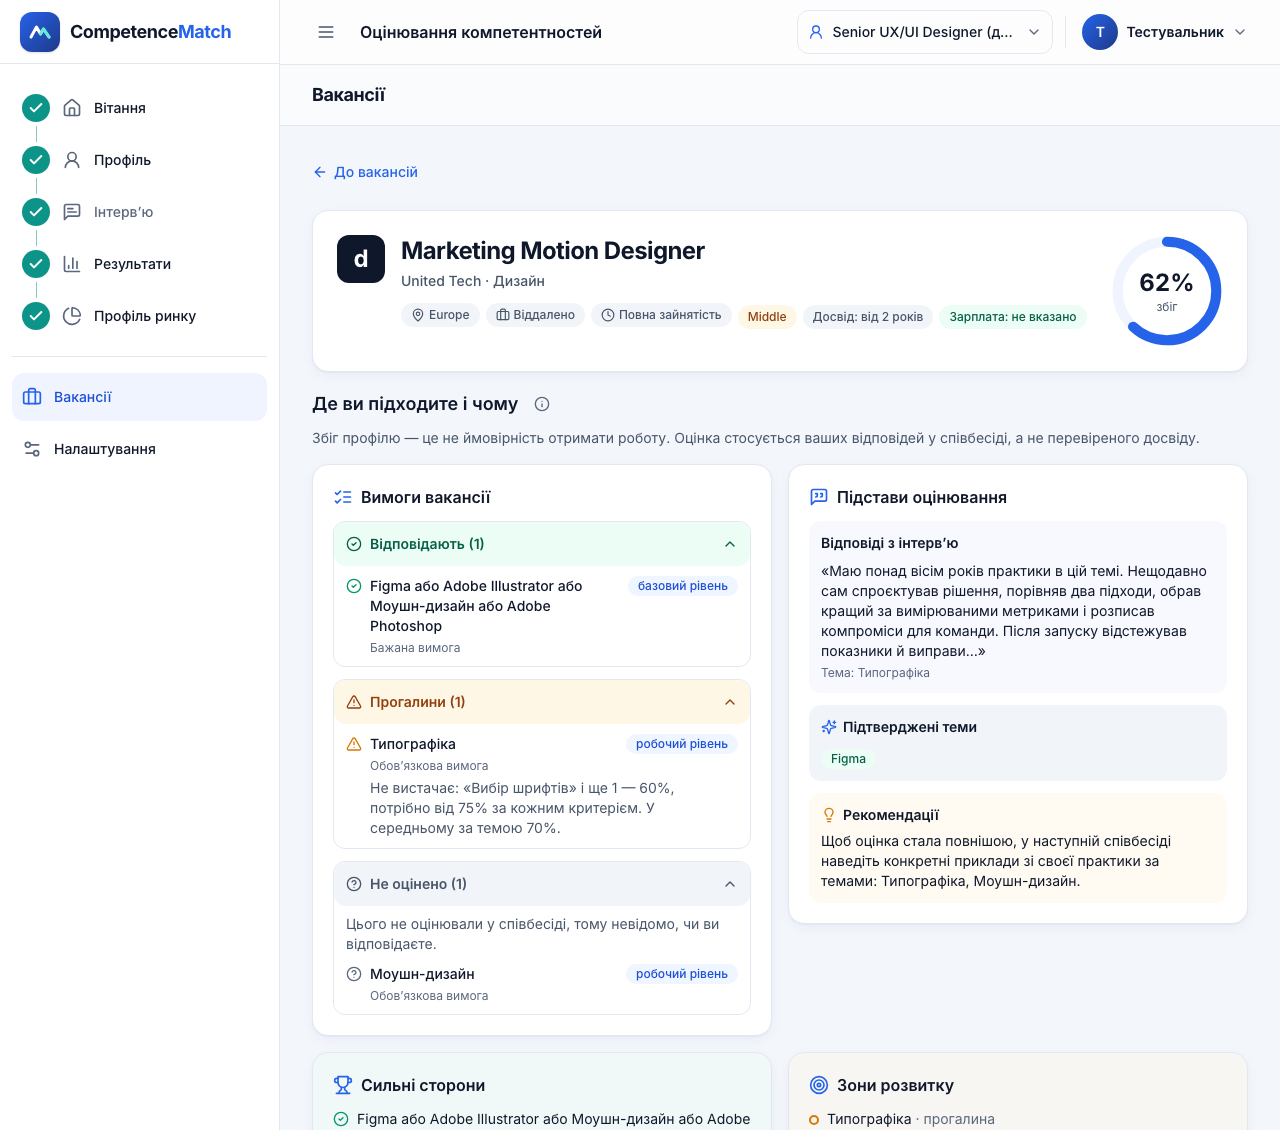 CompetenceMatch
Оцінювання компетентностей
Senior UX/UI Designer (д...
Т
Тестувальник
Вітання
Профіль
Інтерв’ю
Результати
Профіль ринку
Вакансії
Налаштування
Вакансії
До вакансій
d
Marketing Motion Designer
United Tech · Дизайн
Europe
Віддалено
Повна зайнятість
Middle
Досвід: від 2 років
Зарплата: не вказано
62%
збіг
Де ви підходите і чому
Збіг профілю — це не ймовірність отримати роботу. Оцінка стосується ваших відповідей у співбесіді, а не перевіреного досвіду.
Вимоги вакансії
Відповідають (1)
Figma або Adobe Illustrator або
Моушн-дизайн або Adobe
Photoshop
базовий рівень
Бажана вимога
Прогалини (1)
Типографіка
робочий рівень
Обов’язкова вимога
Не вистачає: «Вибір шрифтів» і ще 1 — 60%,
потрібно від 75% за кожним критерієм. У
середньому за темою 70%.
Не оцінено (1)
Цього не оцінювали у співбесіді, тому невідомо, чи ви
відповідаєте.
Моушн-дизайн
робочий рівень
Обов’язкова вимога
Підстави оцінювання
Відповіді з інтерв’ю
«Маю понад вісім років практики в цій темі. Нещодавно
сам спроєктував рішення, порівняв два підходи, обрав
кращий за вимірюваними метриками і розписав
компроміси для команди. Після запуску відстежував
показники й виправи...»
Тема: Типографіка
Підтверджені теми
Figma
Рекомендації
Щоб оцінка стала повнішою, у наступній співбесіді
наведіть конкретні приклади зі своєї практики за
темами: Типографіка, Моушн-дизайн.
Сильні сторони
Figma або Adobe Illustrator або Моушн-дизайн або Adobe
Зони розвитку
Типографіка · прогалина